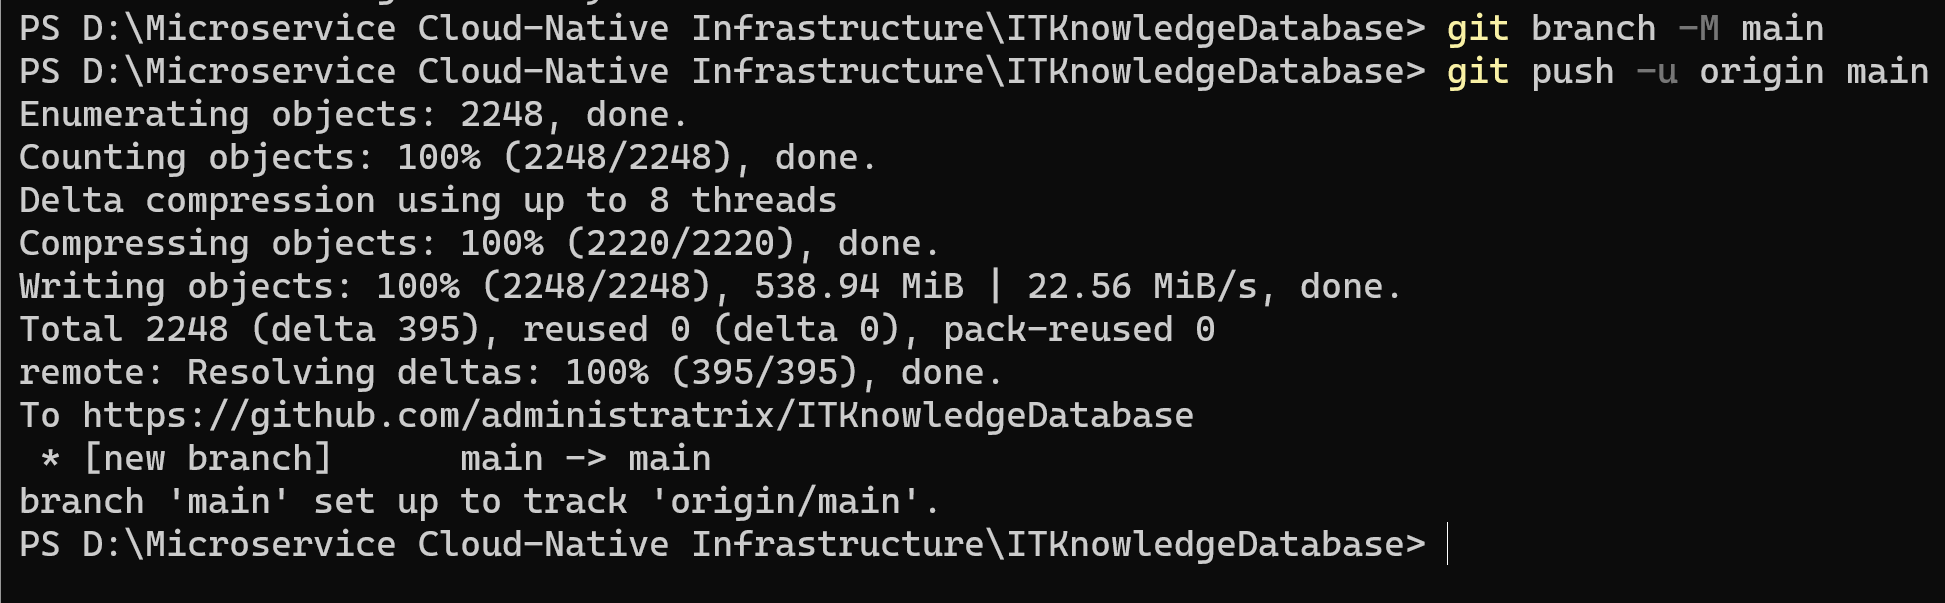 PS D:\Microservice Cloud-Native Infrastructure\ITKnowledgeDatabase> git branch -M main
PS D:\Microservice Cloud-Native Infrastructure\ITKnowledgeDatabase> git push -u origin main
Enumerating objects: 2248, done.
Counting objects: 100% (2248/2248), done.
Delta compression using up to 8 threads
Compressing objects: 100% (2220/2220), done.
Writing objects: 100% (2248/2248), 538.94 MiB | 22.56 MiB/s, done.
Total 2248 (delta 395), reused 0 (delta 0), pack-reused 0
remote: Resolving deltas: 100% (395/395), done.
To https://github.com/administratrix/ITKnowledgeDatabase
 * [new branch]      main -> main
branch 'main' set up to track 'origin/main'.
PS D:\Microservice Cloud-Native Infrastructure\ITKnowledgeDatabase>